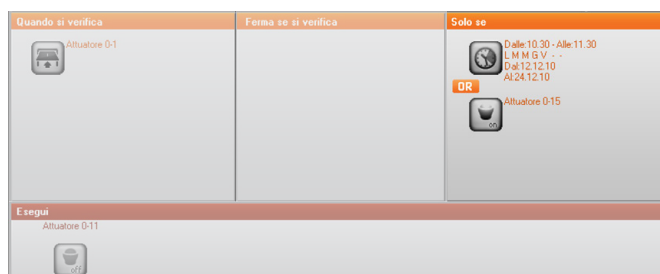 Quando si verifica
Ferma se si verifica
Solo se
Attuatore 0-1
Dalle:10.30 - Alle:11.30
L M M G V - -
Dal:12.12.10
Al:24.12.10
OR
Attuatore 0-15
on
Esegui
Attuatore 0-11
off